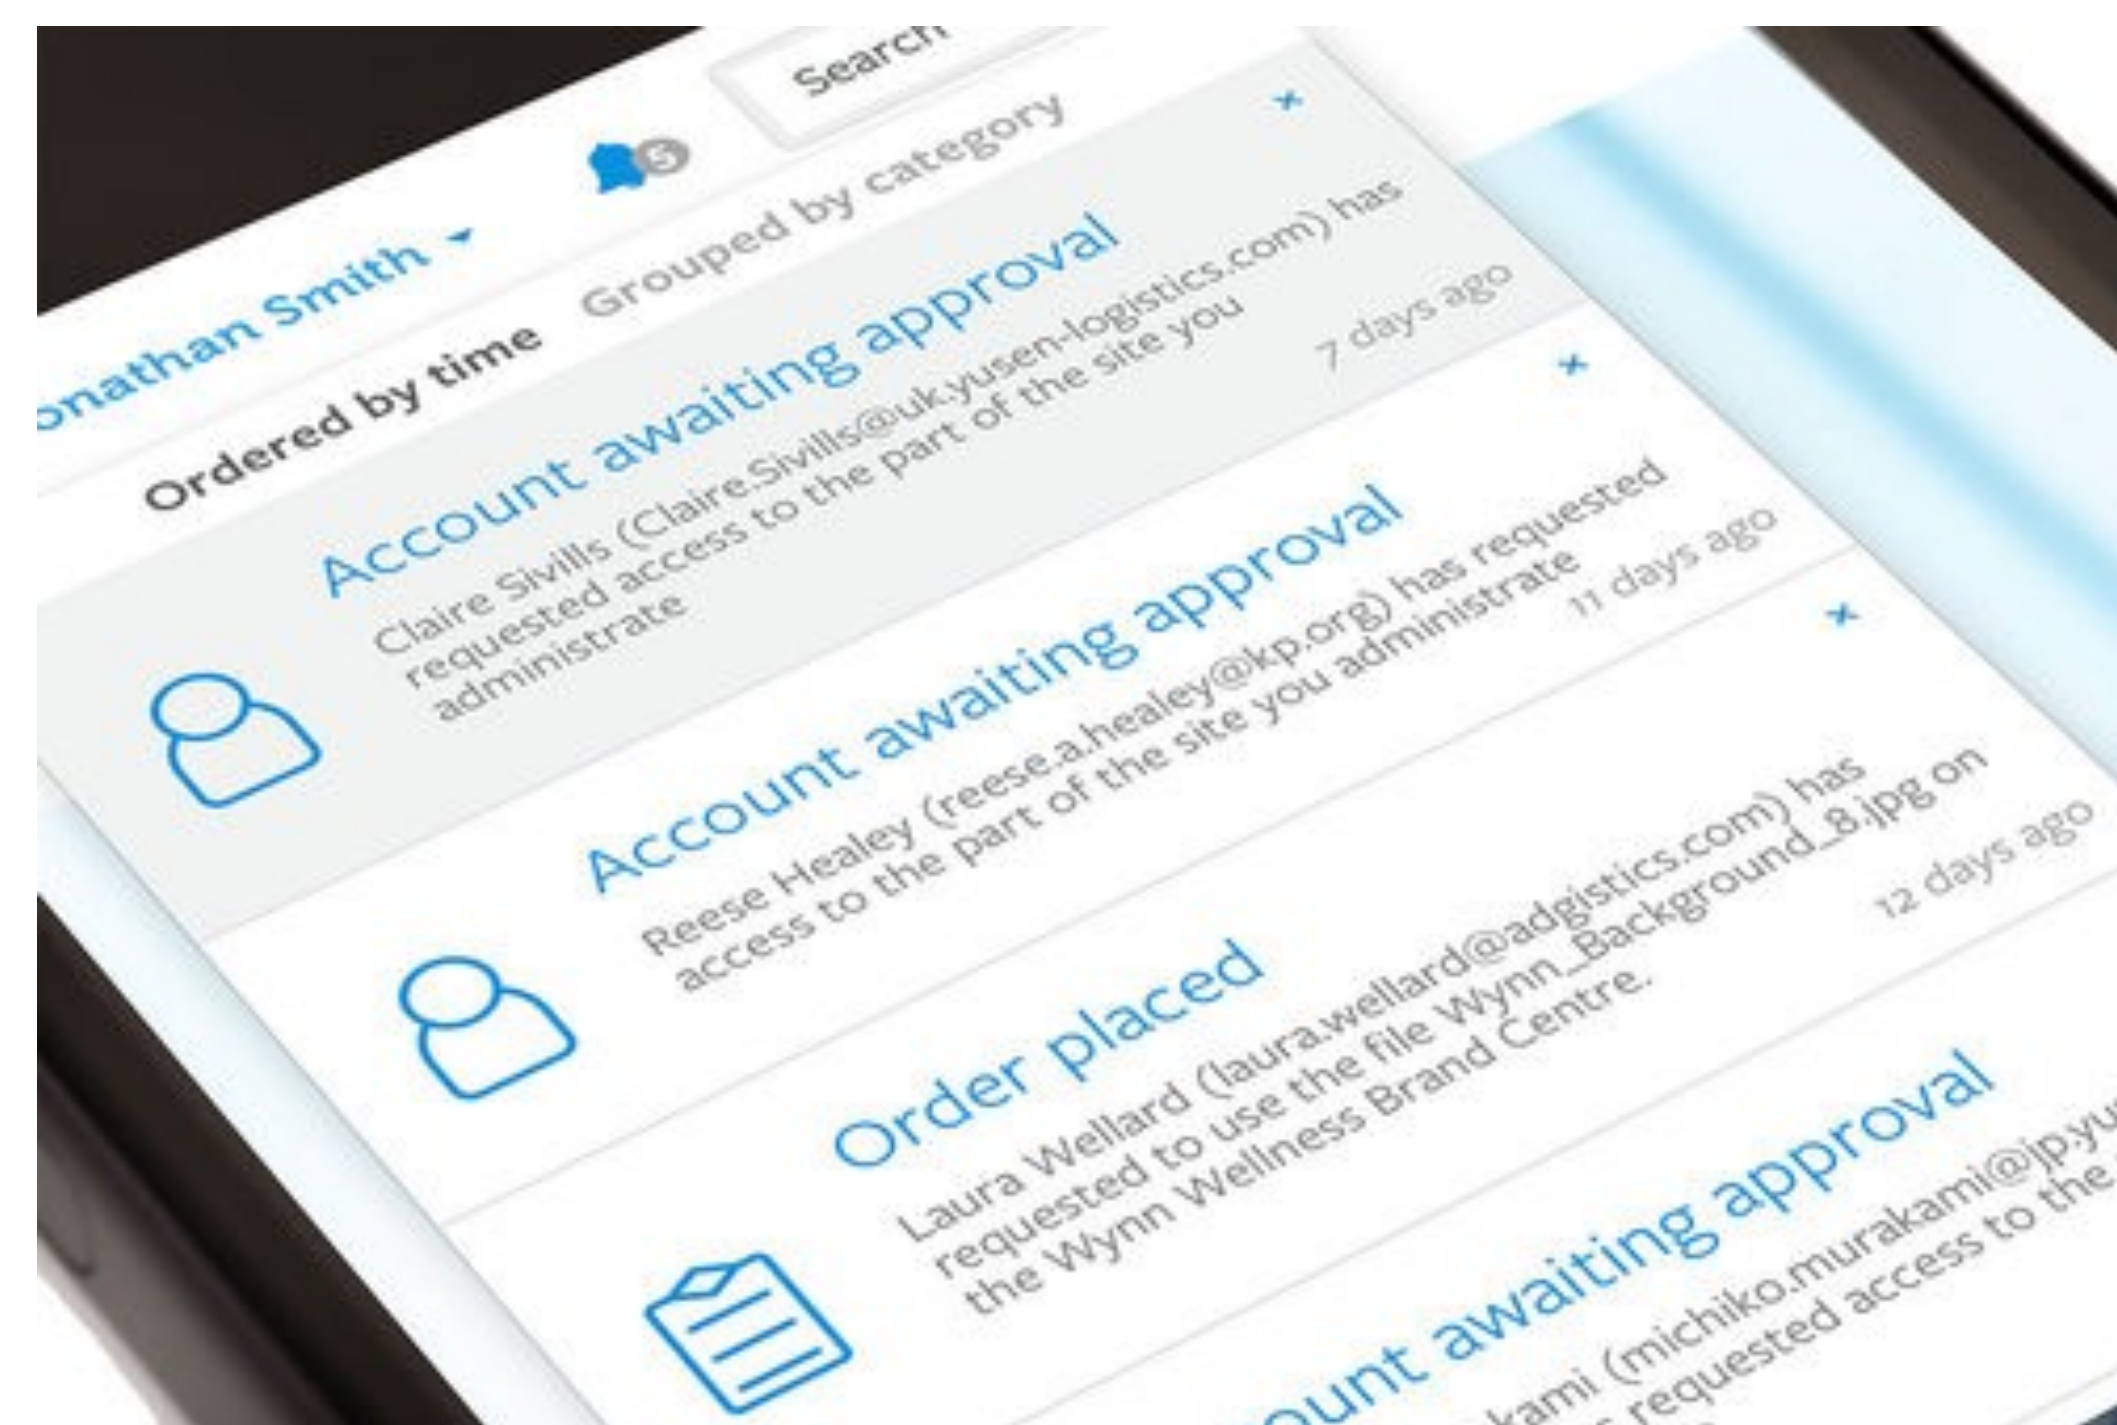 Search
onathan Smith
5
Ordered by time Grouped by category
Account awaiting approval
Claire Sivills (Claire.Sivills@uk.yusen-logistics.com) has
requested access to the part of the site you
administrate
7 days ago
Account awaiting approval
Reese Healey (reese.a.healey@kp.org) has requested
access to the part of the site you administrate
11 days ago
Order placed
Laura Wellard (laura.wellard@adgistics.com) has
requested to use the file Wynn_Background_8.jpg on
the Wynn Wellness Brand Centre.
12 days ago
ount awaiting approval
kami (michiko.murakami@jp.yu
requested access to the